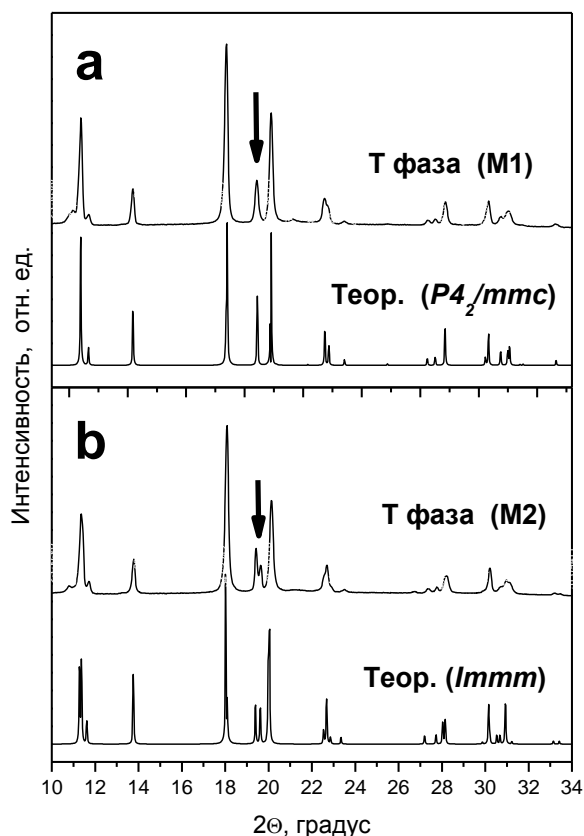 a
Т фаза (M1)
Теор. (P4₂/mmc)
Интенсивность, отн. ед.
b
Т фаза (M2)
Теор. (Immm)
10 12 14 16 18 20 22 24 26 28 30 32 34
2Θ, градус